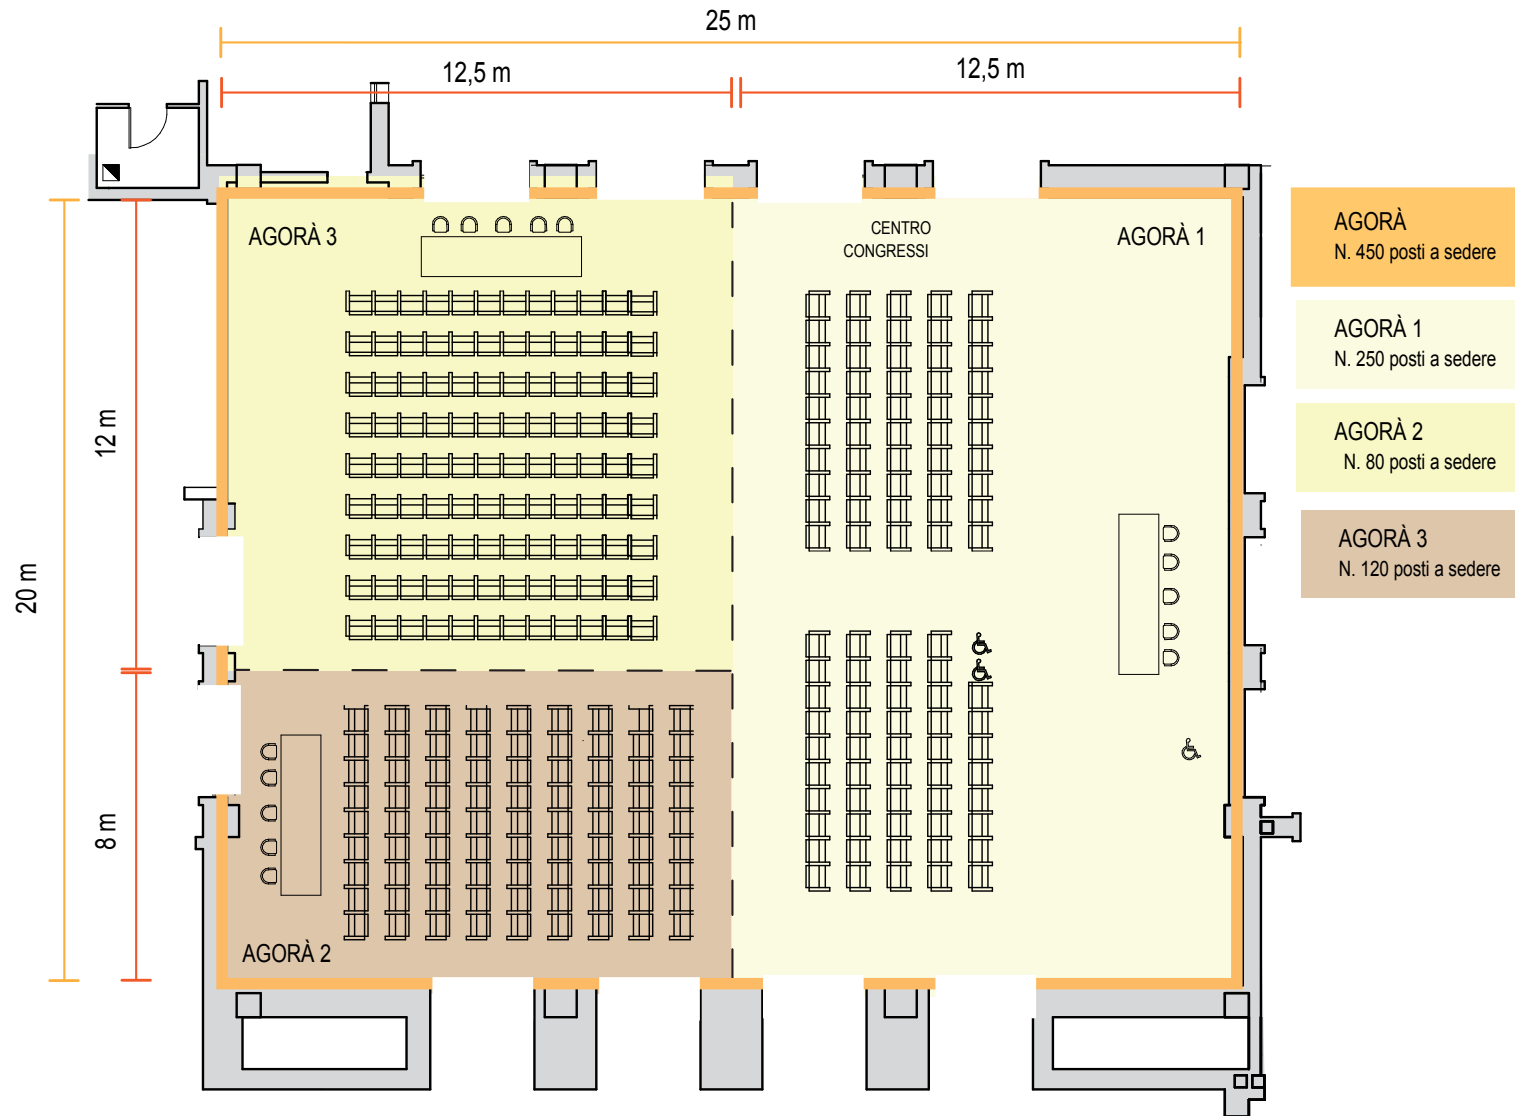 25 m
12,5 m
12,5 m
AGORÀ 3
CENTRO
CONGRESSI
AGORÀ 1
12 m
20 m
8 m
AGORÀ 2
AGORÀ
N. 450 posti a sedere
AGORÀ 1
N. 250 posti a sedere
AGORÀ 2
N. 80 posti a sedere
AGORÀ 3
N. 120 posti a sedere